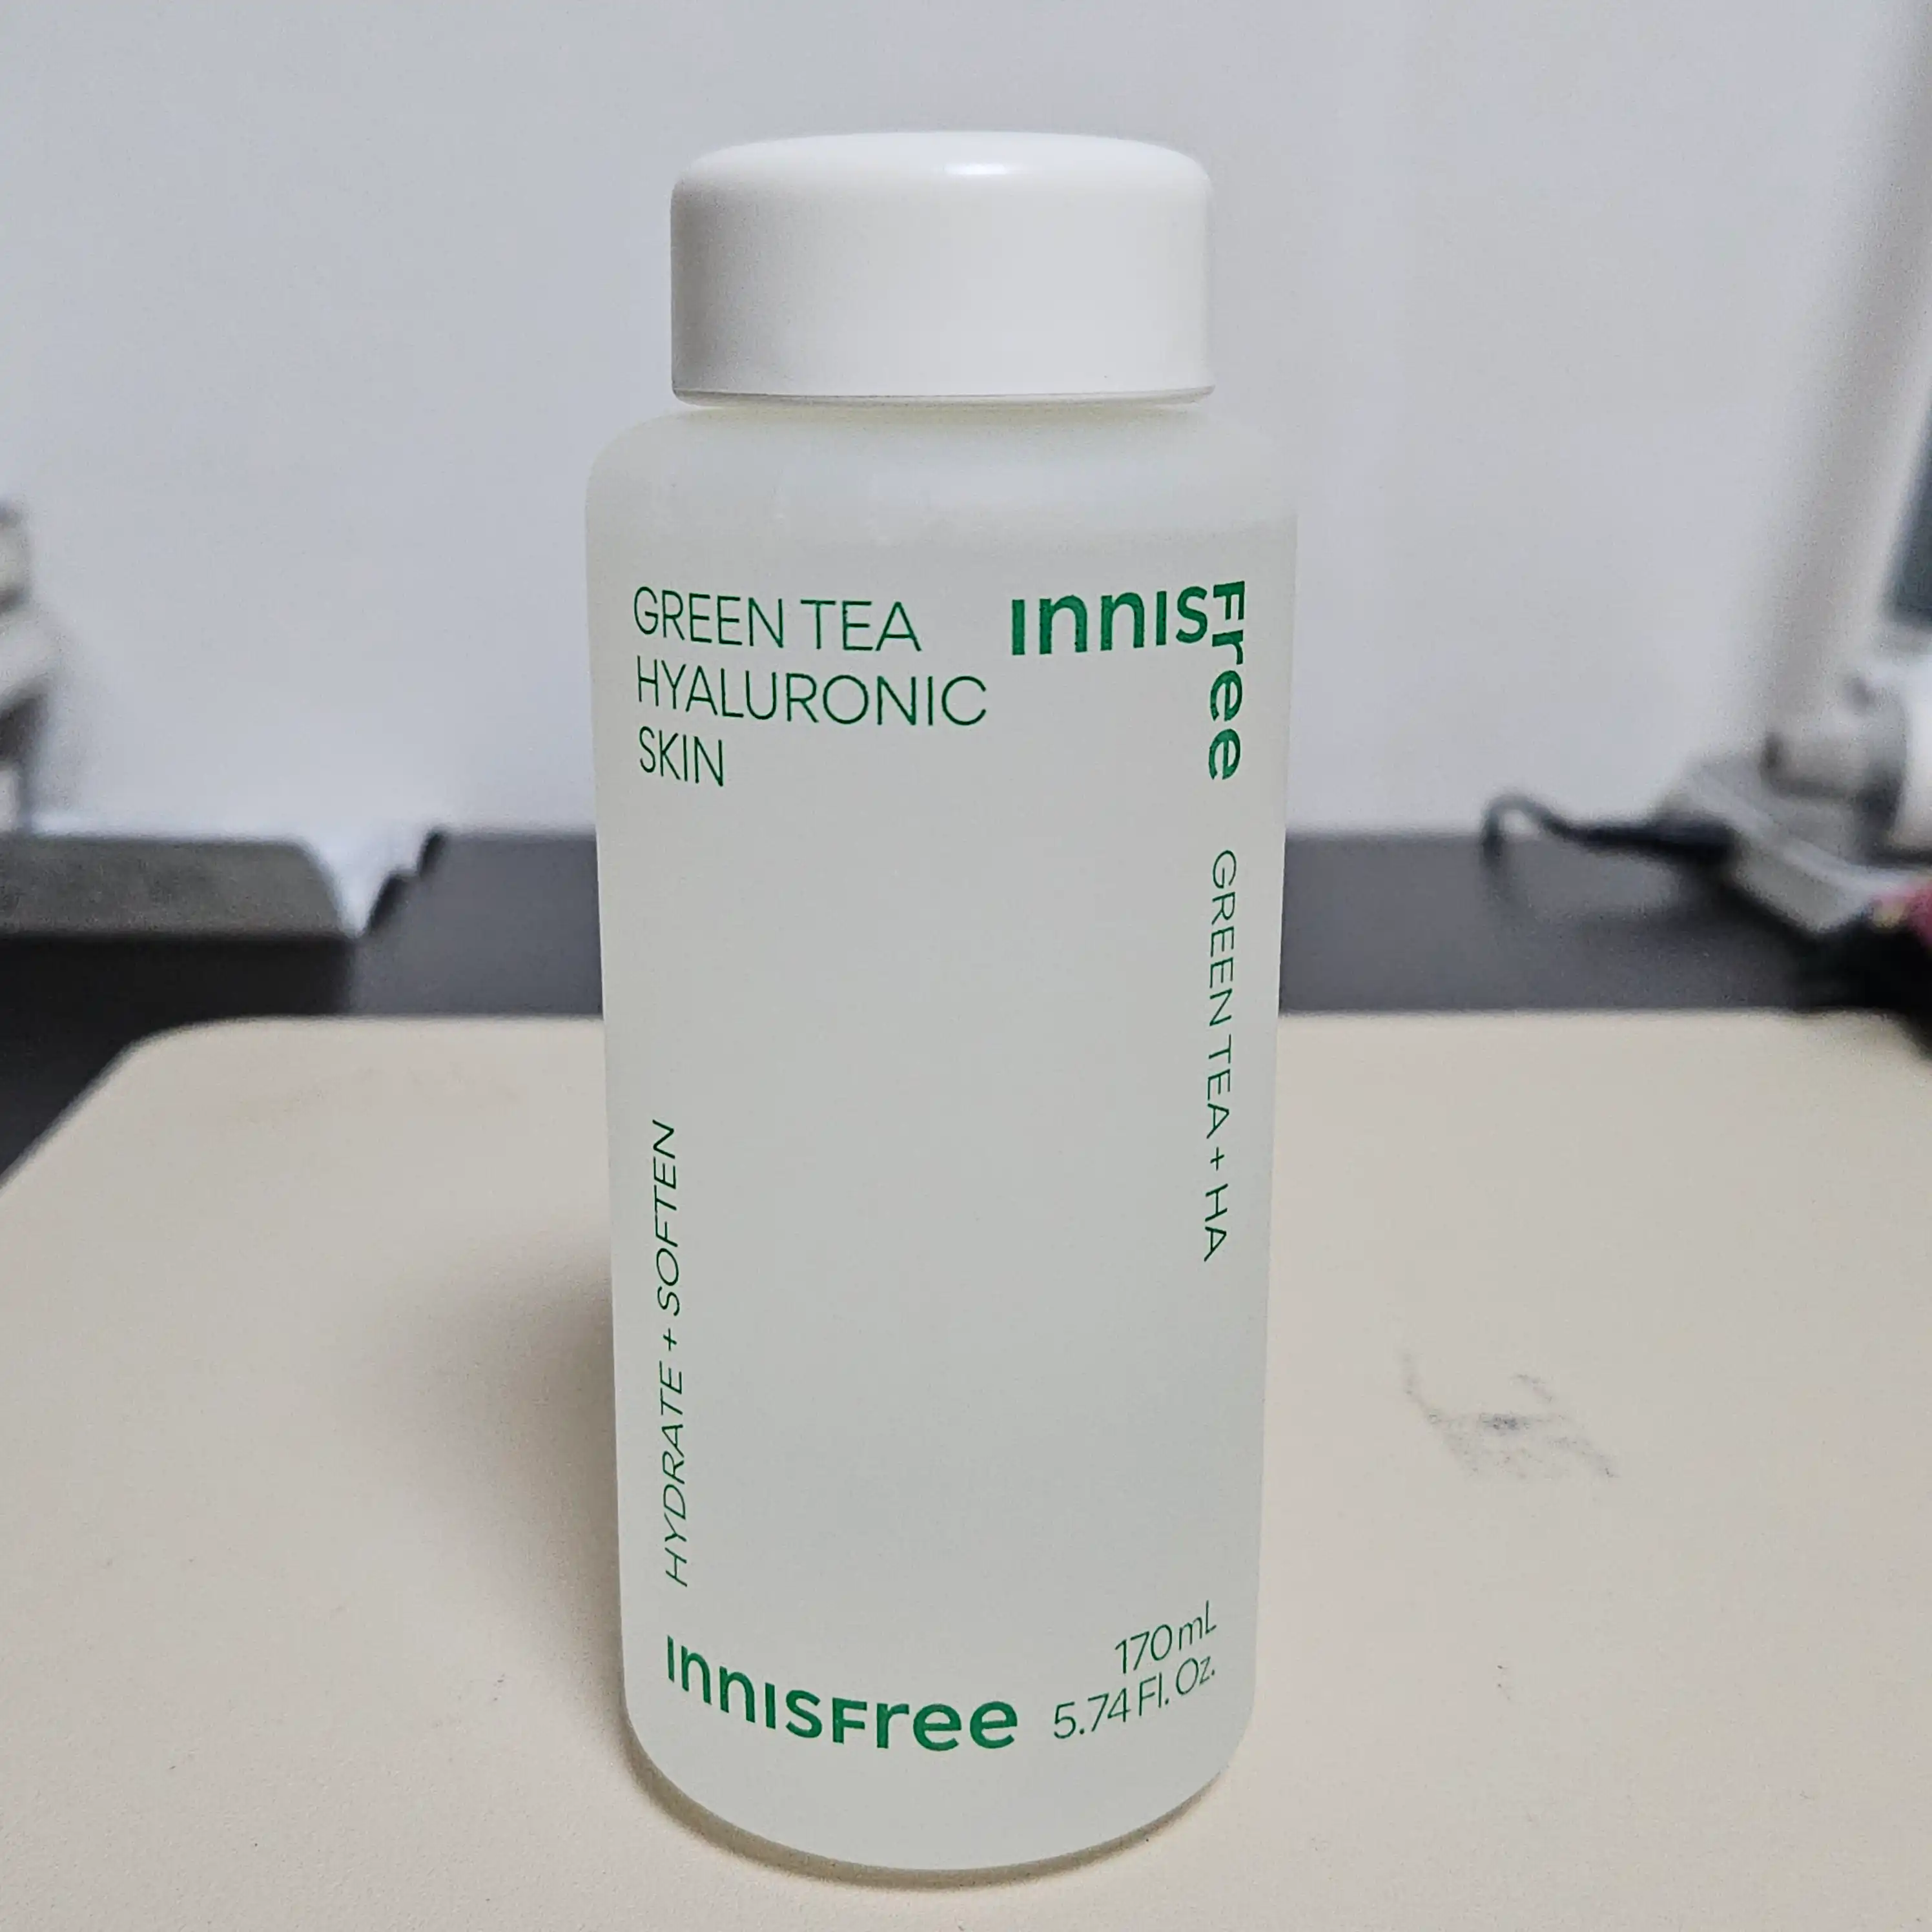 GREEN TEA
HYALURONIC
SKIN
INNISFree
GREEN TEA + HA
HYDRATE + SOFTEN
INNISFree
170 mL
5.74 Fl. Oz.